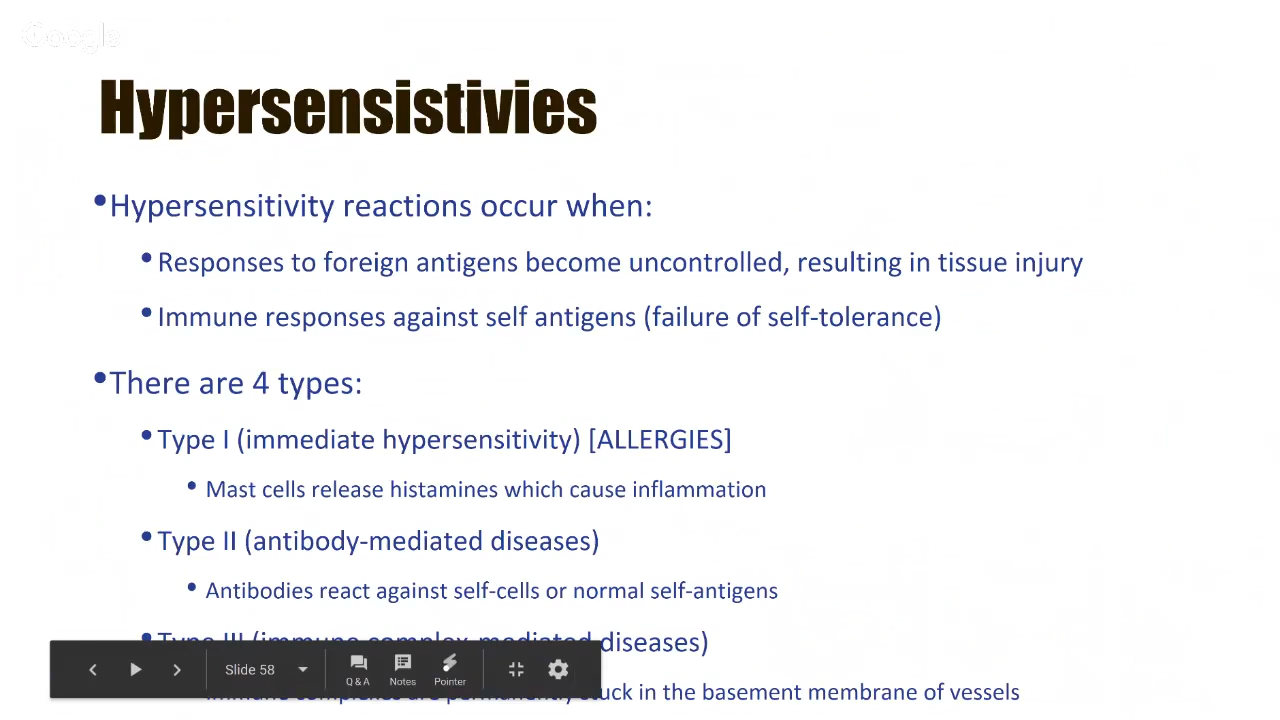 Google
Hypersensistivies
•Hypersensitivity reactions occur when:
•Responses to foreign antigens become uncontrolled, resulting in tissue injury
•Immune responses against self antigens (failure of self-tolerance)
•There are 4 types:
•Type I (immediate hypersensitivity) [ALLERGIES]
• Mast cells release histamines which cause inflammation
•Type II (antibody-mediated diseases)
• Antibodies react against self-cells or normal self-antigens
•Type III (immune complex-mediated diseases)
Immune complexes are permanently stuck in the basement membrane of vessels
Slide 58
Q & A
Notes
Pointer